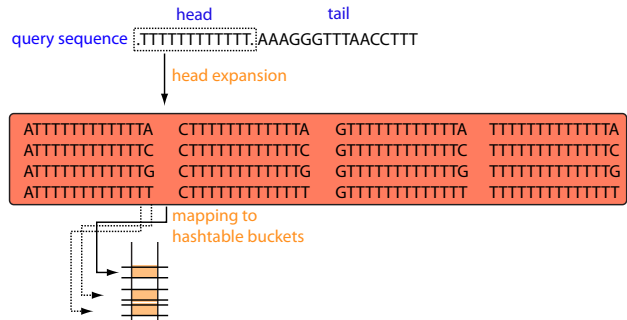 head tail
query sequence .TTTTTTTTTTTT. AAAGGGTTTAACCTTT
head expansion
ATTTTTTTTTTTTA CTTTTTTTTTTTTA GTTTTTTTTTTTTA TTTTTTTTTTTTTA
ATTTTTTTTTTTTC CTTTTTTTTTTTTC GTTTTTTTTTTTTC TTTTTTTTTTTTTC
ATTTTTTTTTTTTG CTTTTTTTTTTTTG GTTTTTTTTTTTTG TTTTTTTTTTTTTG
ATTTTTTTTTTTTT CTTTTTTTTTTTTT GTTTTTTTTTTTTT TTTTTTTTTTTTTT
mapping to
hashtable buckets